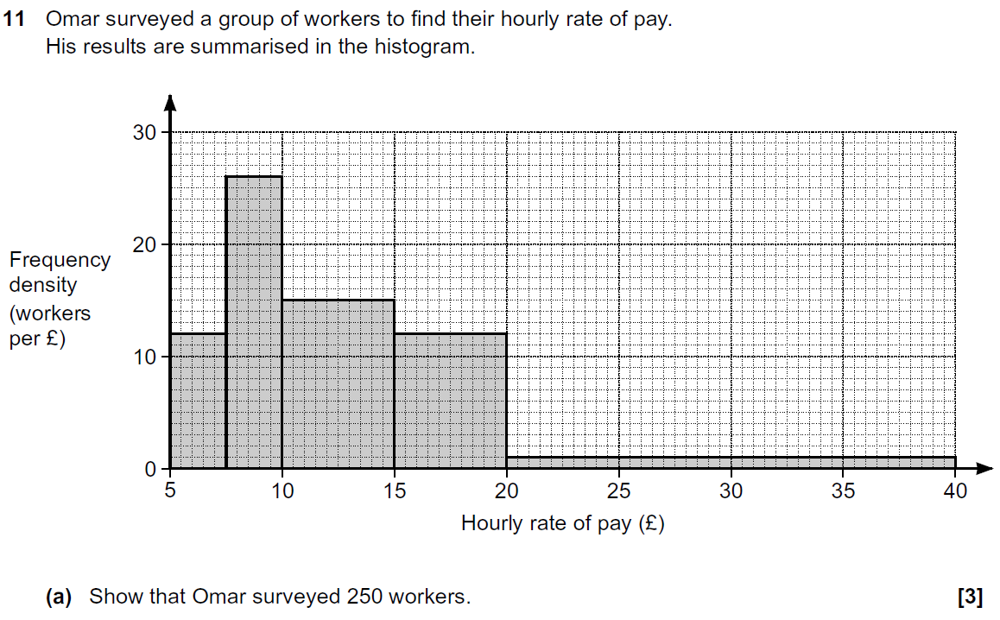 11 Omar surveyed a group of workers to find their hourly rate of pay.
His results are summarised in the histogram.
30
20
10
0
Frequency
density
(workers
per £)
5 10 15 20 25 30 35 40
Hourly rate of pay (£)
(a) Show that Omar surveyed 250 workers. [3]